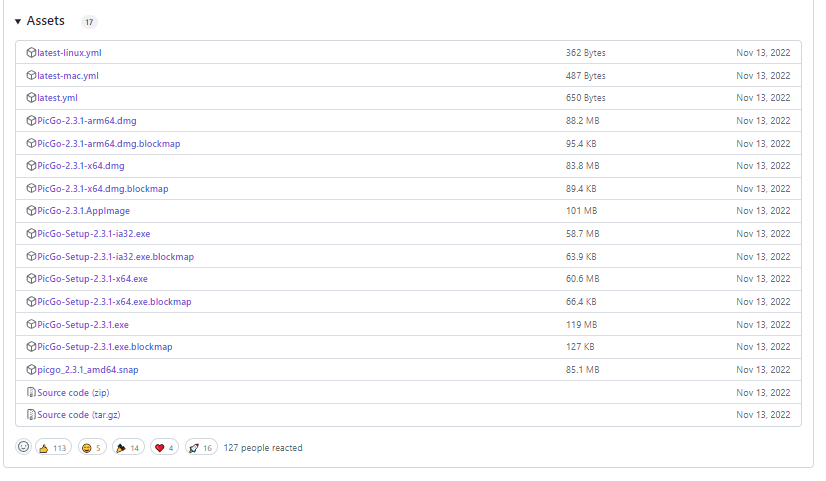 Assets 17
latest-linux.yml 362 Bytes Nov 13, 2022
latest-mac.yml 487 Bytes Nov 13, 2022
latest.yml 650 Bytes Nov 13, 2022
PicGo-2.3.1-arm64.dmg 88.2 MB Nov 13, 2022
PicGo-2.3.1-arm64.dmg.blockmap 95.4 KB Nov 13, 2022
PicGo-2.3.1-x64.dmg 83.8 MB Nov 13, 2022
PicGo-2.3.1-x64.dmg.blockmap 89.4 KB Nov 13, 2022
PicGo-2.3.1.AppImage 101 MB Nov 13, 2022
PicGo-Setup-2.3.1-ia32.exe 58.7 MB Nov 13, 2022
PicGo-Setup-2.3.1-ia32.exe.blockmap 63.9 KB Nov 13, 2022
PicGo-Setup-2.3.1-x64.exe 60.6 MB Nov 13, 2022
PicGo-Setup-2.3.1-x64.exe.blockmap 66.4 KB Nov 13, 2022
PicGo-Setup-2.3.1.exe 119 MB Nov 13, 2022
PicGo-Setup-2.3.1.exe.blockmap 127 KB Nov 13, 2022
picgo_2.3.1_amd64.snap 85.1 MB Nov 13, 2022
Source code (zip) Nov 13, 2022
Source code (tar.gz) Nov 13, 2022
113 5 14 4 16 127 people reacted